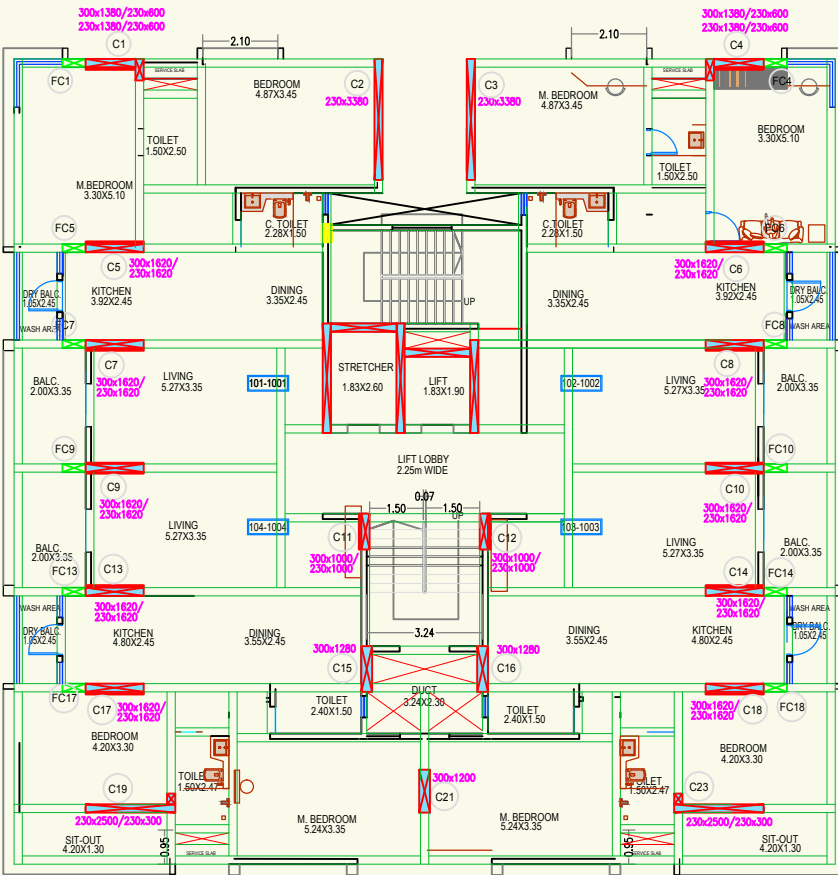 300x1380/230x600
230x1380/230x600
C1
2.10
2.10
300x1380/230x600
230x1380/230x600
C4
FC1
SERVICE SLAB
BEDROOM
4.87X3.45
C2
230x3380
C3
230x3380
M. BEDROOM
4.87X3.45
SERVICE SLAB
FC4
TOILET
1.50X2.50
M.BEDROOM
3.30X5.10
TOILET
1.50X2.50
BEDROOM
3.30X5.10
FC5
C. TOILET
2.28X1.50
C.TOILET
2.28X1.50
FC6
C5
300x1620/
230x1620
KITCHEN
3.92X2.45
DINING
3.35X2.45
UP
DINING
3.35X2.45
300x1620/
230x1620
C6
KITCHEN
3.92X2.45
DRY BALC.
1.05X2.45
WASH AREA
FC7
DRY BALC.
1.05X2.45
WASH AREA
FC8
BALC.
2.00X3.35
C7
300x1620/
230x1620
LIVING
5.27X3.35
101-1001
STRETCHER
1.83X2.60
LIFT
1.83X1.90
102-1002
LIVING
5.27X3.35
C8
300x1620/
230x1620
BALC.
2.00X3.35
FC9
LIFT LOBBY
2.25m WIDE
FC10
C9
300x1620/
230x1620
LIVING
5.27X3.35
104-1004
0.07
1.50
1.50
UP
C11
300x1000/
230x1000
C12
300x1000/
230x1000
103-1003
LIVING
5.27X3.35
C10
300x1620/
230x1620
BALC.
2.00X3.35
FC13
C13
300x1620/
230x1620
BALC.
2.00X3.35
FC14
C14
300x1620/
230x1620
WASH AREA
DRY BALC.
1.05X2.45
KITCHEN
4.80X2.45
DINING
3.55X2.45
3.24
300x1280
C15
300x1280
C16
DINING
3.55X2.45
KITCHEN
4.80X2.45
WASH AREA
DRY BALC.
1.05X2.45
FC17
C17
300x1620/
230x1620
TOILET
2.40X1.50
DUCT
3.24X2.30
TOILET
2.40X1.50
300x1620/
230x1620
C18
FC18
BEDROOM
4.20X3.30
BEDROOM
4.20X3.30
C19
230x2500/230x300
TOILET
1.50X2.47
300x1200
C21
TOILET
1.50X2.47
C23
230x2500/230x300
M. BEDROOM
5.24X3.35
M. BEDROOM
5.24X3.35
SIT-OUT
4.20X1.30
0.95
SERVICE SLAB
0.95
SERVICE SLAB
SIT-OUT
4.20X1.30